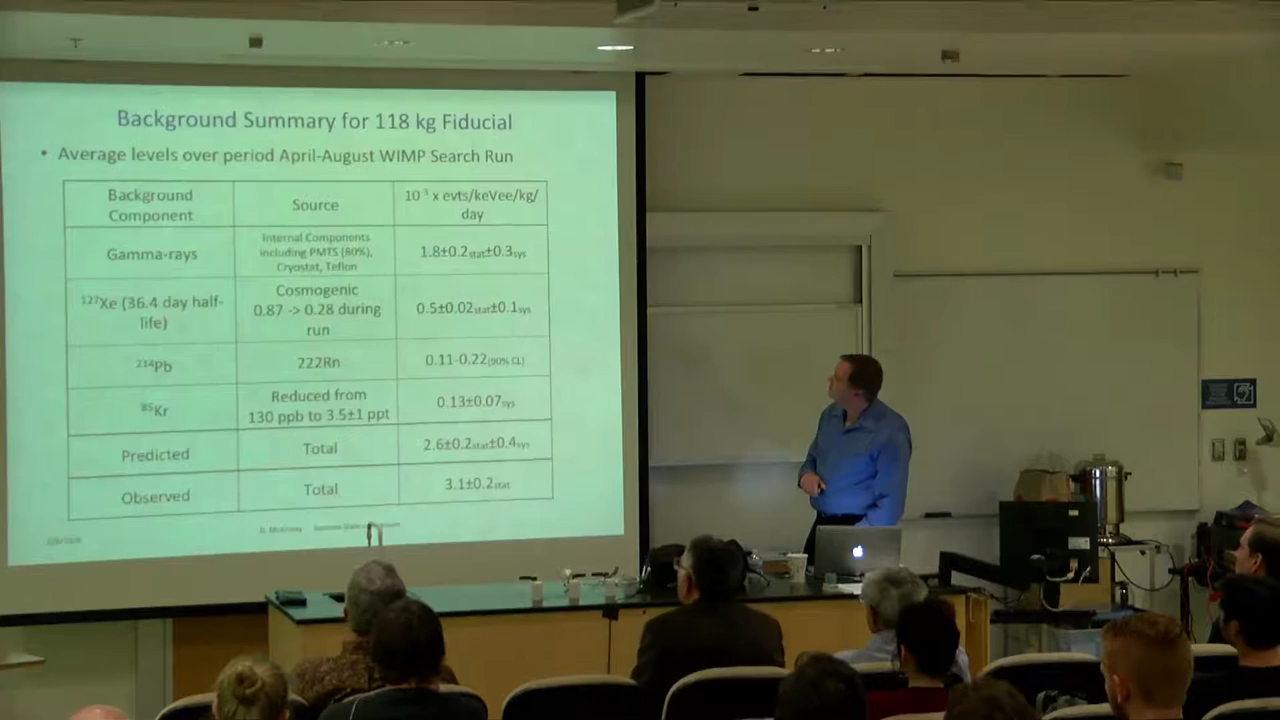 Background Summary for 118 kg Fiducial
• Average levels over period April-August WIMP Search Run
Background
Component
Source
10⁻³ x evts/keVee/kg/
day
Gamma-rays
Internal Components
including PMTS (80%),
Cryostat, Teflon
1.8±0.2stat±0.3sys
¹²⁷Xe (36.4 day half-
life)
Cosmogenic
0.87 -> 0.28 during
run
0.5±0.02stat±0.1sys
²¹⁴Pb
222Rn
0.11-0.22(90% CL)
⁸⁵Kr
Reduced from
130 ppb to 3.5±1 ppt
0.13±0.07sys
Predicted
Total
2.6±0.2stat±0.4sys
Observed
Total
3.1±0.2stat